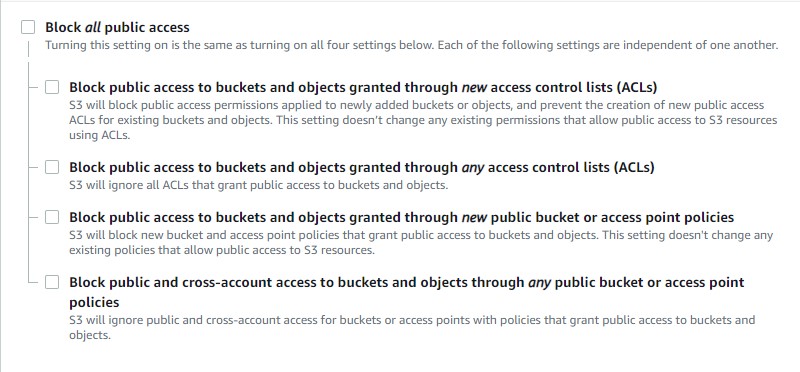 Block all public access
Turning this setting on is the same as turning on all four settings below. Each of the following settings are independent of one another.
Block public access to buckets and objects granted through new access control lists (ACLs)
S3 will block public access permissions applied to newly added buckets or objects, and prevent the creation of new public access
ACLs for existing buckets and objects. This setting doesn't change any existing permissions that allow public access to S3 resources
using ACLs.
Block public access to buckets and objects granted through any access control lists (ACLs)
S3 will ignore all ACLs that grant public access to buckets and objects.
Block public access to buckets and objects granted through new public bucket or access point policies
S3 will block new bucket and access point policies that grant public access to buckets and objects. This setting doesn't change any
existing policies that allow public access to S3 resources.
Block public and cross-account access to buckets and objects through any public bucket or access point
policies
S3 will ignore public and cross-account access for buckets or access points with policies that grant public access to buckets and
objects.